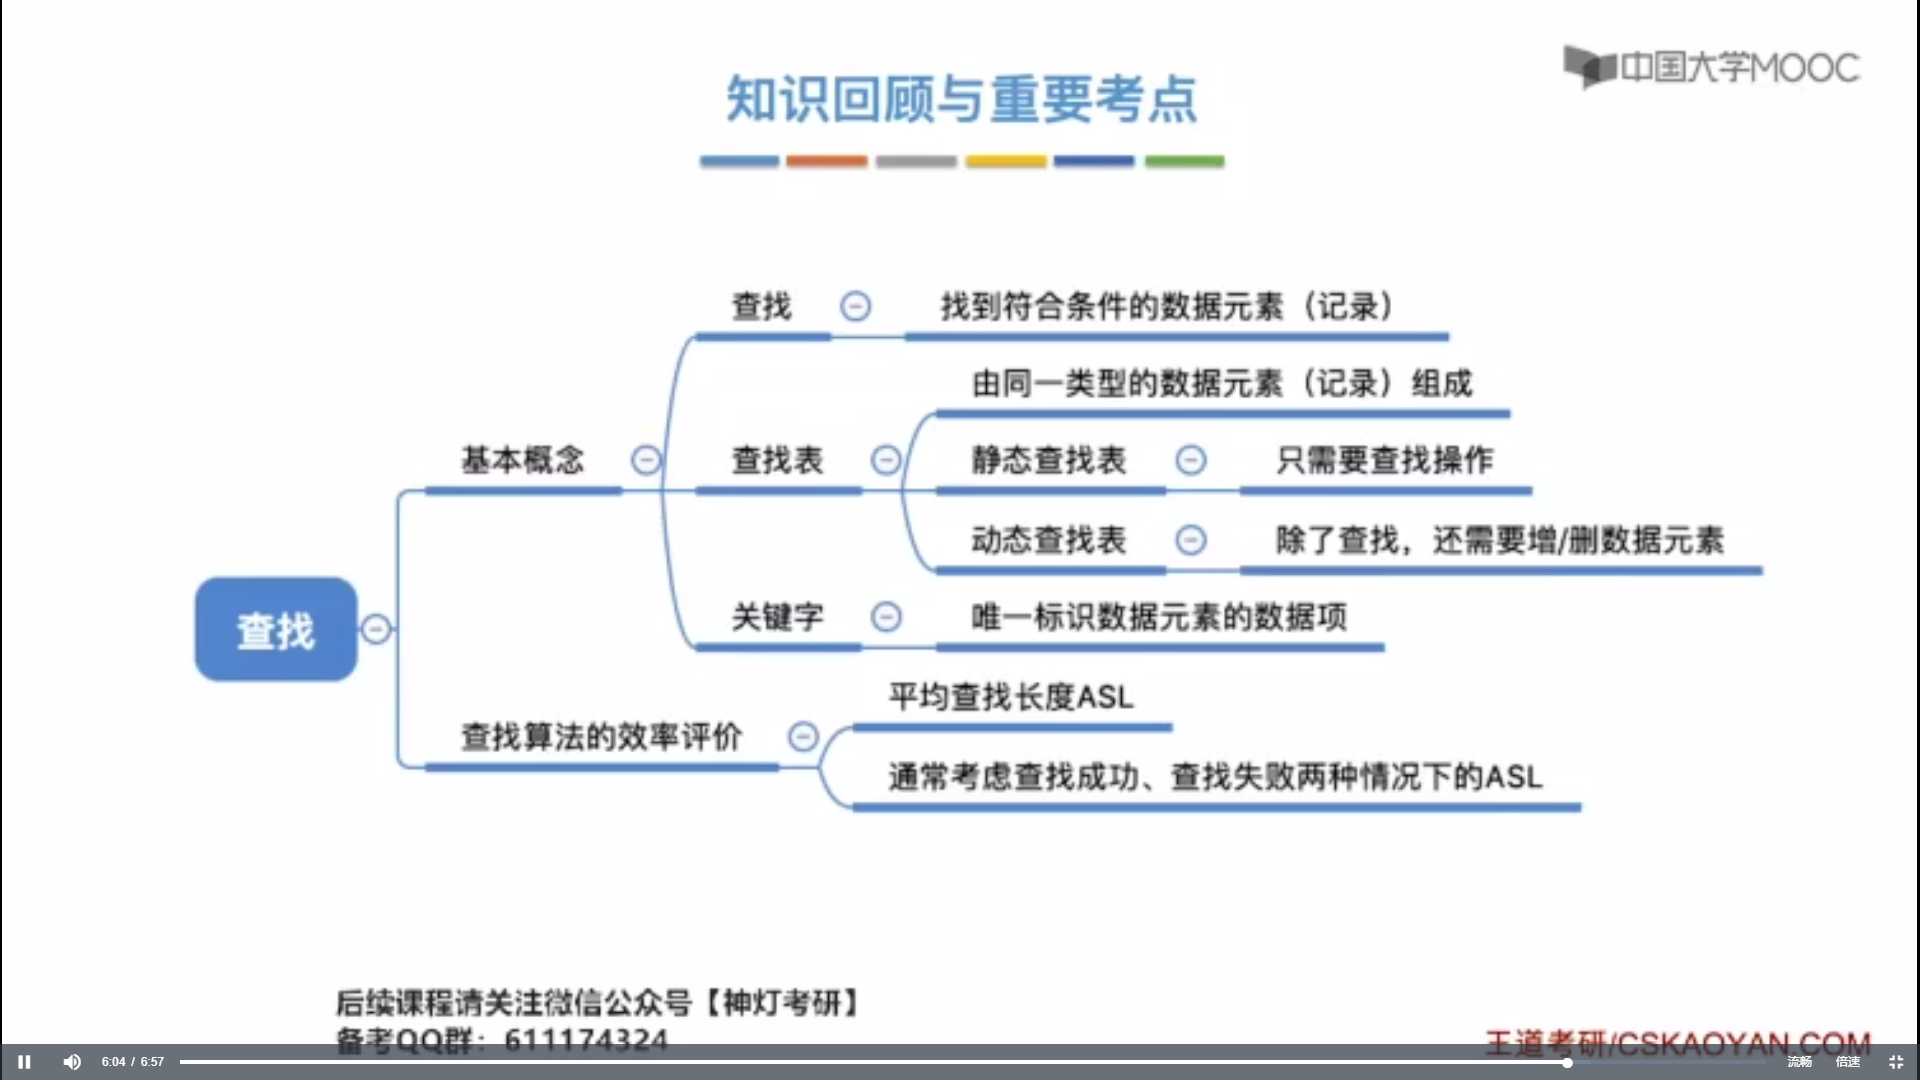 中国大学MOOC
知识回顾与重要考点
查找
找到符合条件的数据元素（记录）
由同一类型的数据元素（记录）组成
基本概念
查找表
静态查找表
只需要查找操作
动态查找表
除了查找，还需要增/删数据元素
关键字
唯一标识数据元素的数据项
查找
平均查找长度ASL
查找算法的效率评价
通常考虑查找成功、查找失败两种情况下的ASL
后续课程请关注微信公众号【神灯考研】
备考QQ群：611174324
王道考研/CSKAOYAN.COM
6:04 / 6:57
流畅
倍速